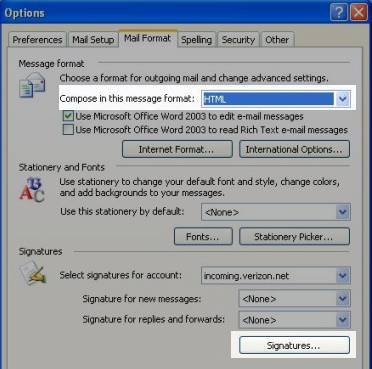 Options
Preferences Mail Setup Mail Format Spelling Security Other
Message format
Choose a format for outgoing mail and change advanced settings.
Compose in this message format: HTML
Use Microsoft Office Word 2003 to edit e-mail messages
Use Microsoft Office Word 2003 to read Rich Text e-mail messages
Internet Format... International Options...
Stationery and Fonts
Use stationery to change your default font and style, change colors,
and add backgrounds to your messages.
Use this stationery by default: <None>
Fonts... Stationery Picker...
Signatures
Select signatures for account: incoming.verizon.net
Signature for new messages: <None>
Signature for replies and forwards: <None>
Signatures...